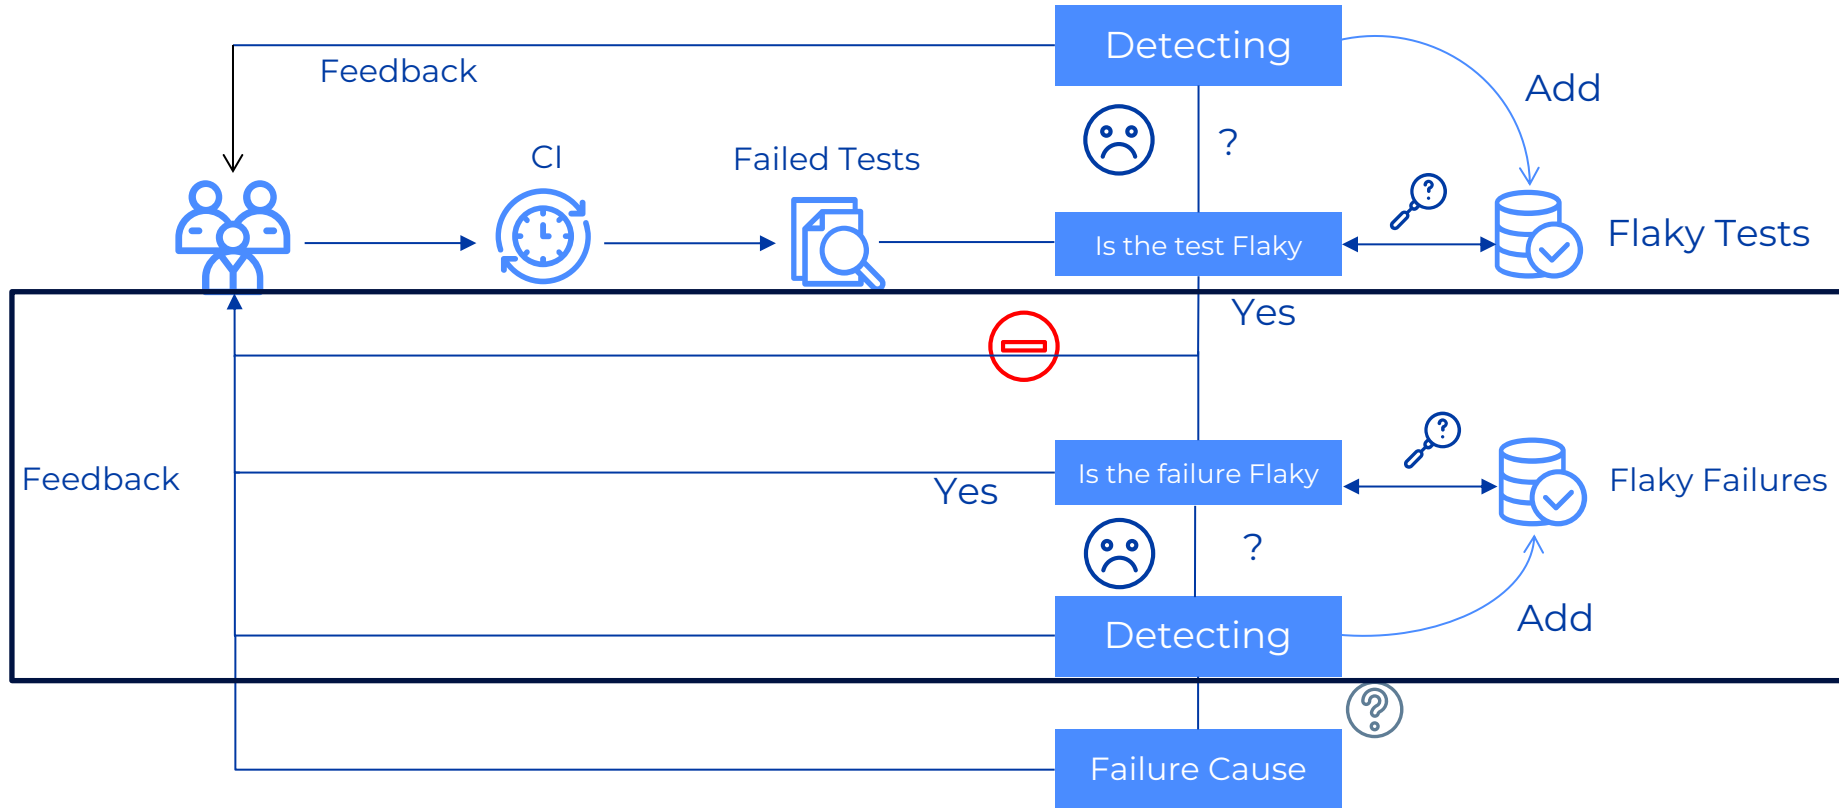 Detecting
Feedback
Add
?
CI
Failed Tests
Is the test Flaky
Flaky Tests
Yes
Is the failure Flaky
Feedback
Yes
Flaky Failures
?
Detecting
Add
Failure Cause